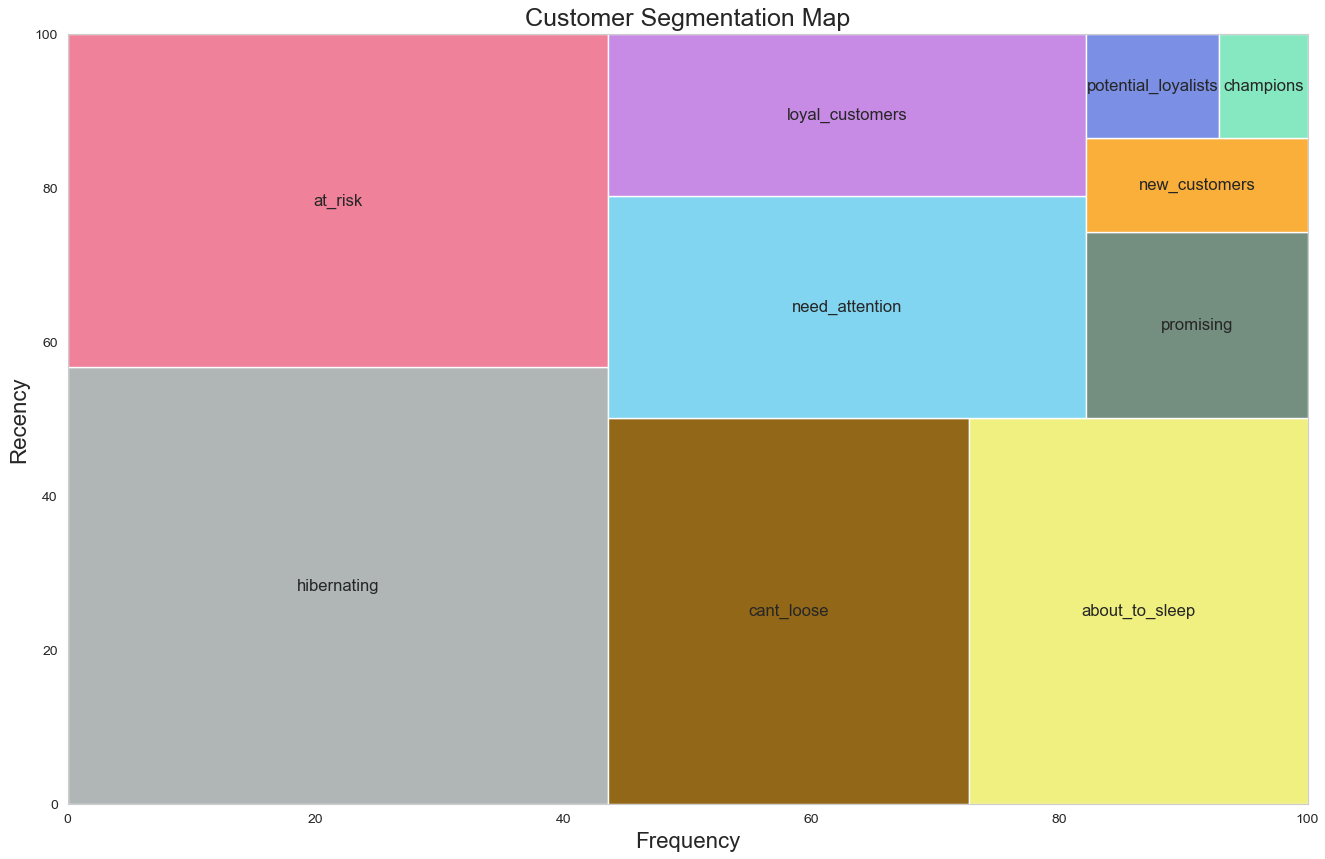 Customer Segmentation Map
100
80
60
40
20
0
Recency
at_risk
loyal_customers
potential_loyalists
champions
new_customers
need_attention
promising
hibernating
cant_loose
about_to_sleep
0 20 40 60 80 100
Frequency